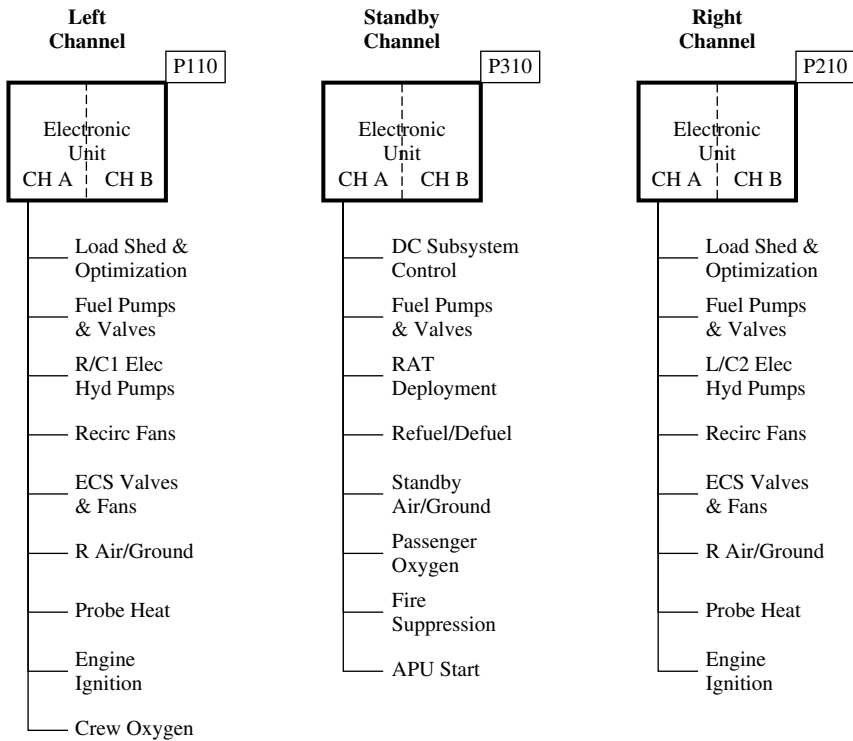 Left
Channel
P110
Electronic
Unit
CH A CH B
Load Shed &
Optimization
Fuel Pumps
& Valves
R/C1 Elec
Hyd Pumps
Recirc Fans
ECS Valves
& Fans
R Air/Ground
Probe Heat
Engine
Ignition
Crew Oxygen
Standby
Channel
P310
Electronic
Unit
CH A CH B
DC Subsystem
Control
Fuel Pumps
& Valves
RAT
Deployment
Refuel/Defuel
Standby
Air/Ground
Passenger
Oxygen
Fire
Suppression
APU Start
Right
Channel
P210
Electronic
Unit
CH A CH B
Load Shed &
Optimization
Fuel Pumps
& Valves
L/C2 Elec
Hyd Pumps
Recirc Fans
ECS Valves
& Fans
R Air/Ground
Probe Heat
Engine
Ignition